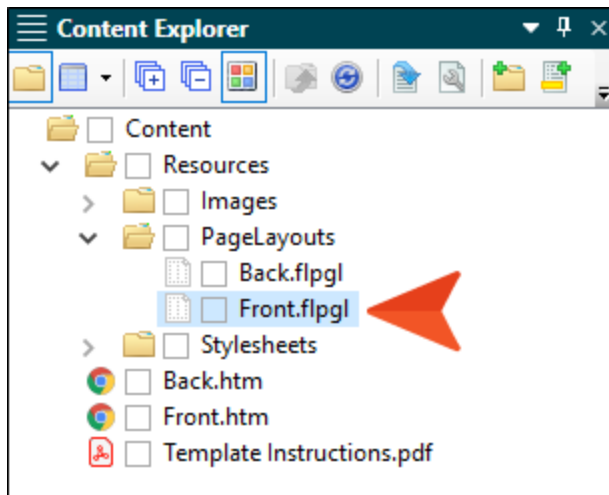 Content Explorer
Content
Resources
Images
PageLayouts
Back.flpgl
Front.flpgl
Stylesheets
Back.htm
Front.htm
Template Instructions.pdf